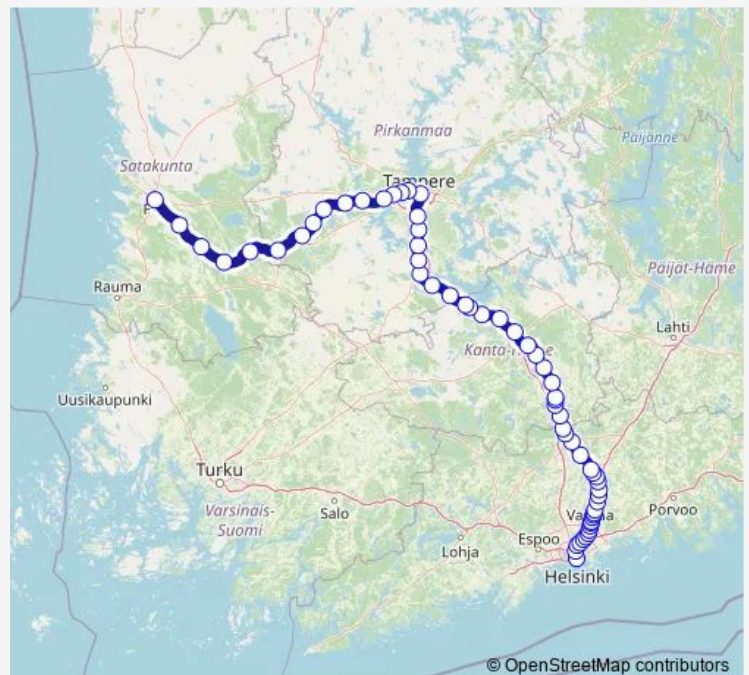 Pirkanmaa
Päijänne
Satakunta
Tampere
Päijät-Häme
Rauma
Lahti
Uusikaupunki
Turku
Varsinais-
Suomi
Salo
Porvoo
Espoo
Lohja
Helsinki
© OpenStreetMap contributors